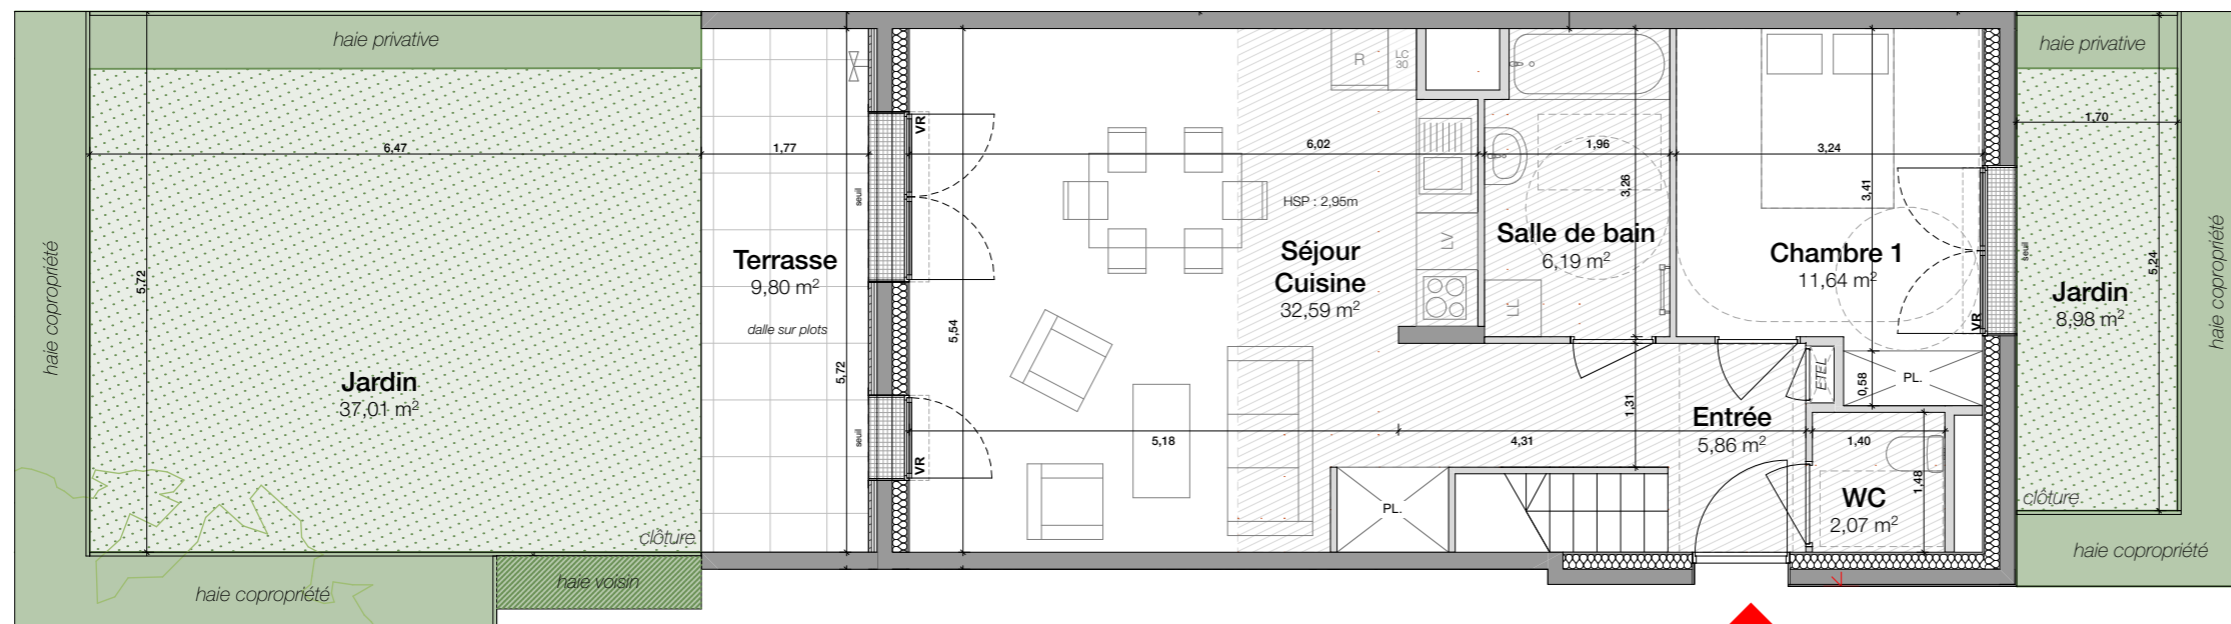 haie privative
haie copropriété
6,47
5,72
Jardin
37,01 m²
clôture
haie copropriété
haie voisin
1,77
Terrasse
9,80 m²
dalle sur plots
5,72
seuil
seuil
VR
VR
5,54
6,02
HSP : 2,95m
Séjour
Cuisine
32,59 m²
R
LC
30
LV
5,18
4,31
PL.
1,96
3,26
Salle de bain
6,19 m²
LL
1,31
Entrée
5,86 m²
3,24
3,41
Chambre 1
11,64 m²
VR
seuil
ETEL
0,58
PL.
1,40
1,48
WC
2,07 m²
haie privative
1,70
5,24
Jardin
8,98 m²
clôture
haie copropriété
haie copropriété